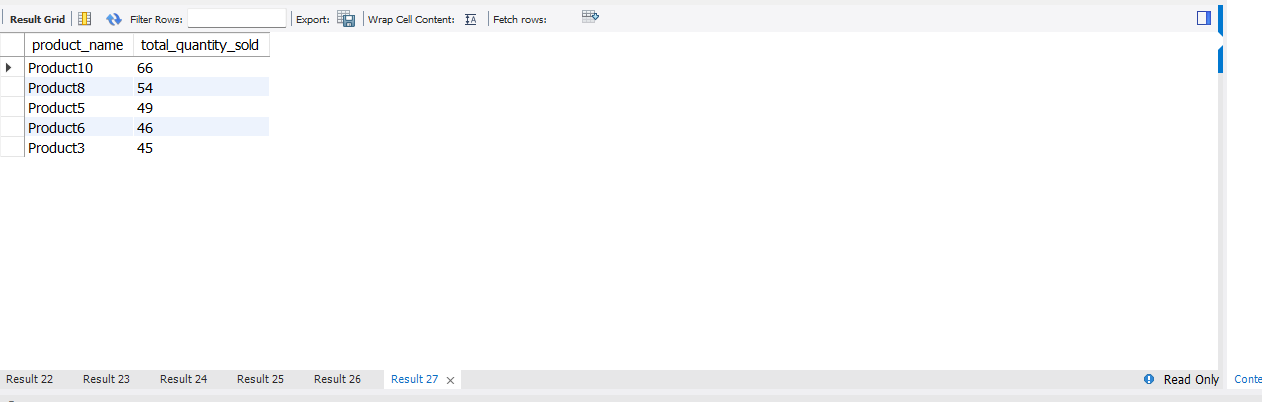 Result Grid Filter Rows: Export: Wrap Cell Content: Fetch rows:
product_name total_quantity_sold
Product10 66
Product8 54
Product5 49
Product6 46
Product3 45
Result 22 Result 23 Result 24 Result 25 Result 26 Result 27 Read Only Conte